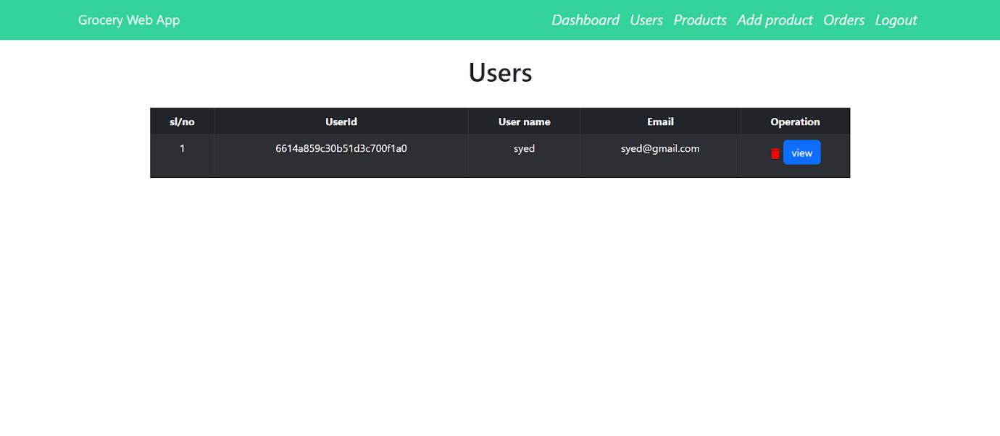 Grocery Web App Dashboard Users Products Add product Orders Logout
Users
sl/no UserId User name Email Operation
1 6614a859c30b51d3c700f1a0 syed syed@gmail.com view